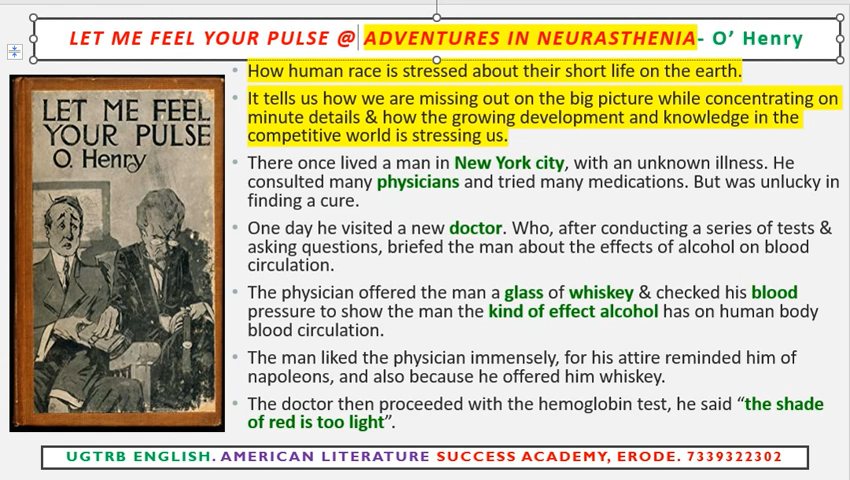 LET ME FEEL YOUR PULSE @ ADVENTURES IN NEURASTHENIA- O' Henry
LET ME FEEL
YOUR PULSE
O. Henry
• How human race is stressed about their short life on the earth.
• It tells us how we are missing out on the big picture while concentrating on
minute details & how the growing development and knowledge in the
competitive world is stressing us.
• There once lived a man in New York city, with an unknown illness. He
consulted many physicians and tried many medications. But was unlucky in
finding a cure.
• One day he visited a new doctor. Who, after conducting a series of tests &
asking questions, briefed the man about the effects of alcohol on blood
circulation.
• The physician offered the man a glass of whiskey & checked his blood
pressure to show the man the kind of effect alcohol has on human body
blood circulation.
• The man liked the physician immensely, for his attire reminded him of
napoleons, and also because he offered him whiskey.
• The doctor then proceeded with the hemoglobin test, he said “the shade
of red is too light”.
UGTRB ENGLISH. AMERICAN LITERATURE SUCCESS ACADEMY, ERODE. 7339322302